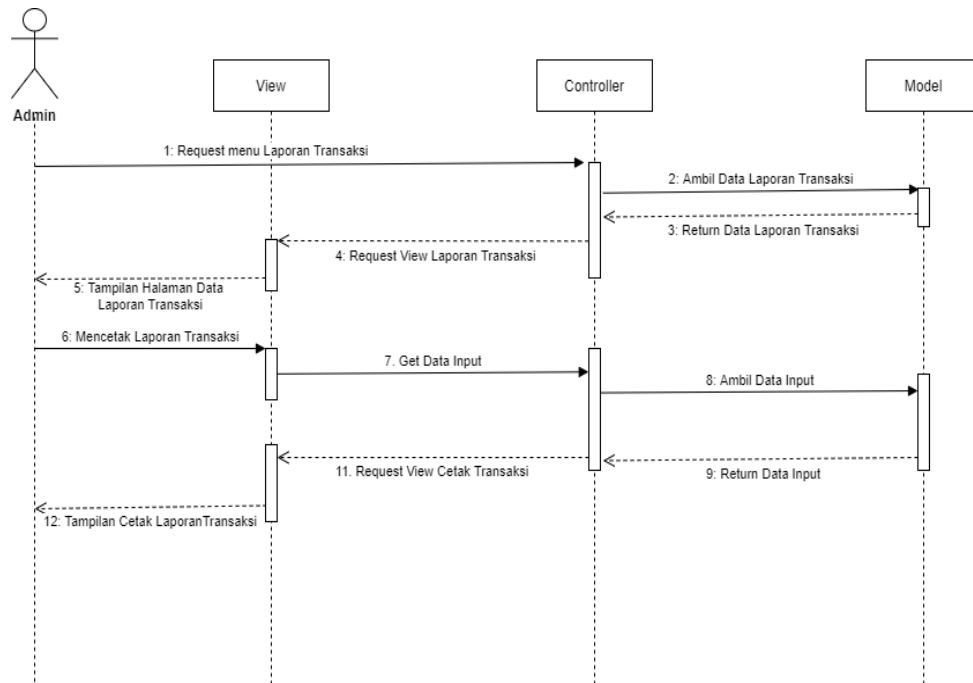 Admin
View
Controller
Model
1: Request menu Laporan Transaksi
2: Ambil Data Laporan Transaksi
3: Return Data Laporan Transaksi
4: Request View Laporan Transaksi
5: Tampilan Halaman Data
Laporan Transaksi
6: Mencetak Laporan Transaksi
7. Get Data Input
8: Ambil Data Input
9: Return Data Input
11. Request View Cetak Transaksi
12: Tampilan Cetak LaporanTransaksi